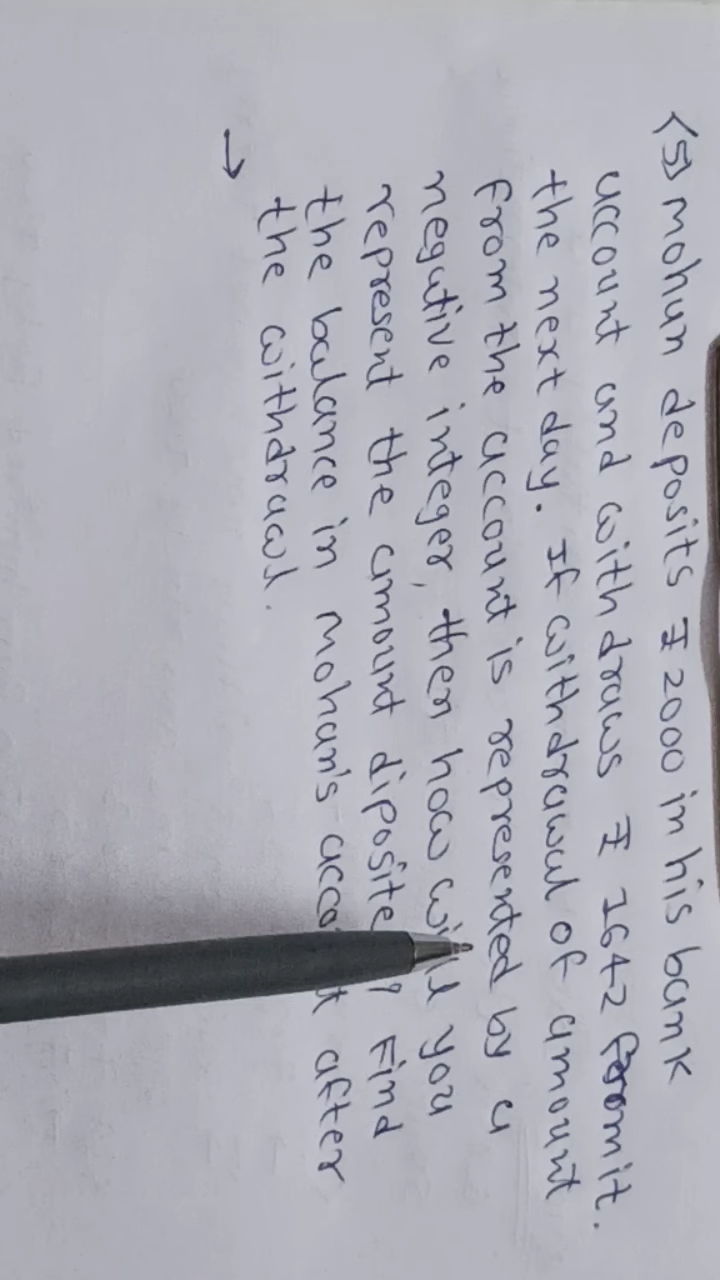 (5) Mohan deposits ₹ 2000 in his bank
account and withdraws ₹ 1642 from it.
the next day. If withdrawal of amount
from the account is represented by a
negative integer, then how will you
represent the amount diposite? Find
the balance in Mohan's account after
the withdrawl.
→